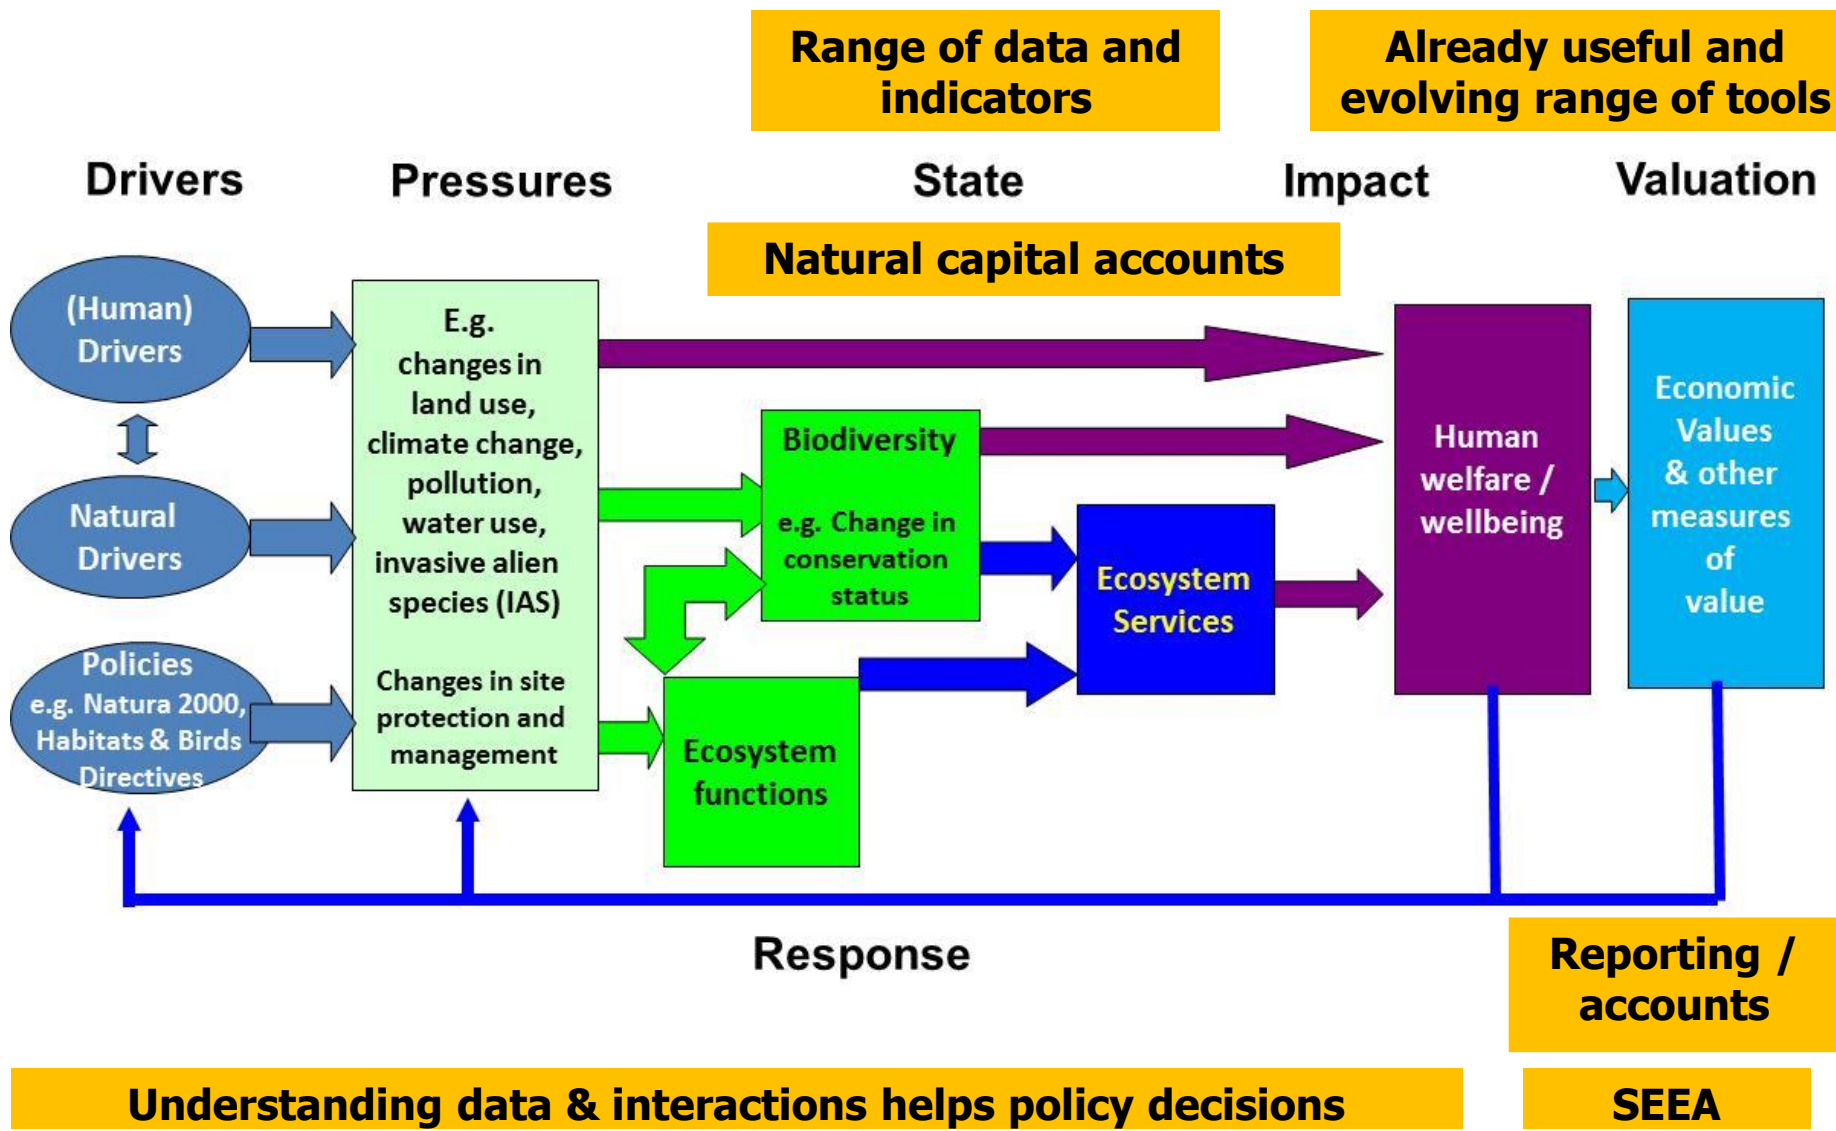 Range of data and
indicators
Already useful and
evolving range of tools
Drivers
Pressures
State
Impact
Valuation
Natural capital accounts
(Human)
Drivers
Natural
Drivers
Policies
e.g. Natura 2000,
Habitats & Birds
Directives
E.g.
Changes in
land use,
climate change,
pollution,
water use,
invasive alien
species (IAS)
Changes in site
protection and
management
Biodiversity
e.g. Change in
conservation
status
Ecosystem
functions
Ecosystem
Services
Human
welfare /
wellbeing
Economic
Values
& other
measures
of
value
Response
Reporting /
accounts
Understanding data & interactions helps policy decisions
SEEA